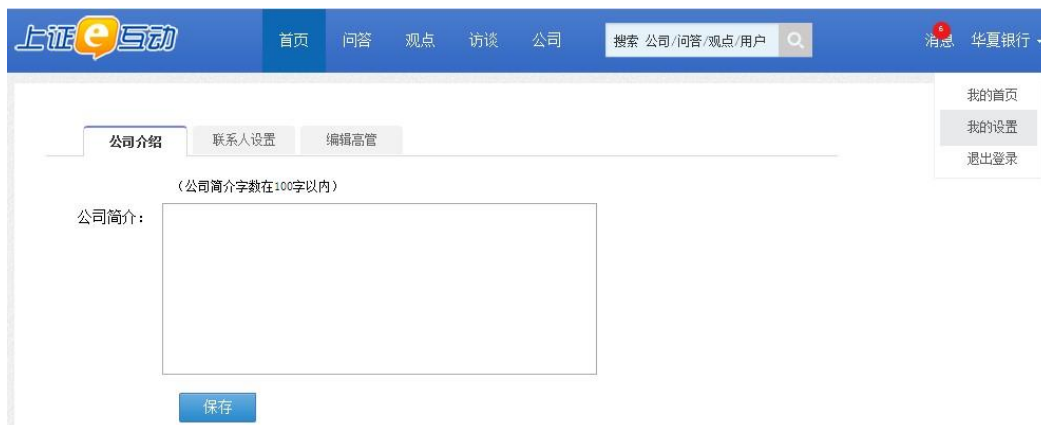 上证e互动 首页 问答 观点 访谈 公司 搜索 公司/问答/观点/用户 6 消息 华夏银行
我的首页
我的设置
退出登录
公司介绍 联系人设置 编辑高管
（公司简介字数在100字以内）
公司简介：
保存